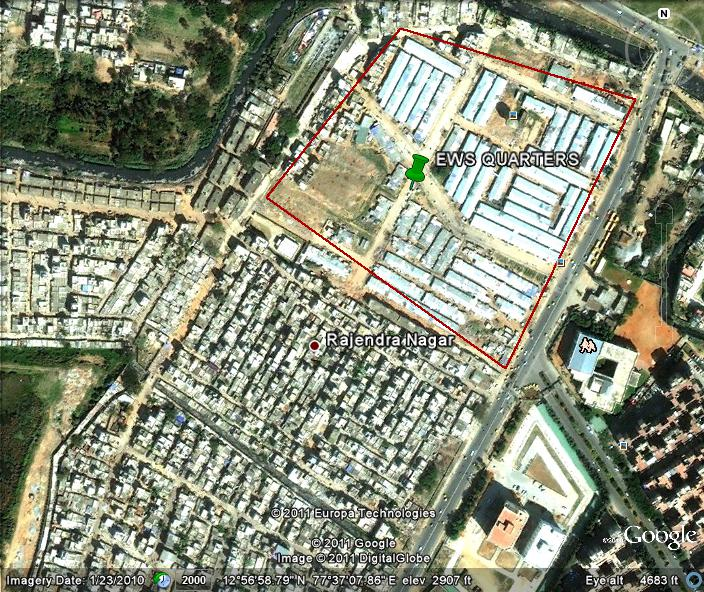 N
EWS QUARTERS
Rajendra Nagar
© 2011 Europa Technologies
© 2011 Google
Image © 2011 DigitalGlobe
©2010 Google
Imagery Date: 1/23/2010 2000 12°56'58.79" N 77°37'07.86" E elev 2907 ft Eye alt 4683 ft